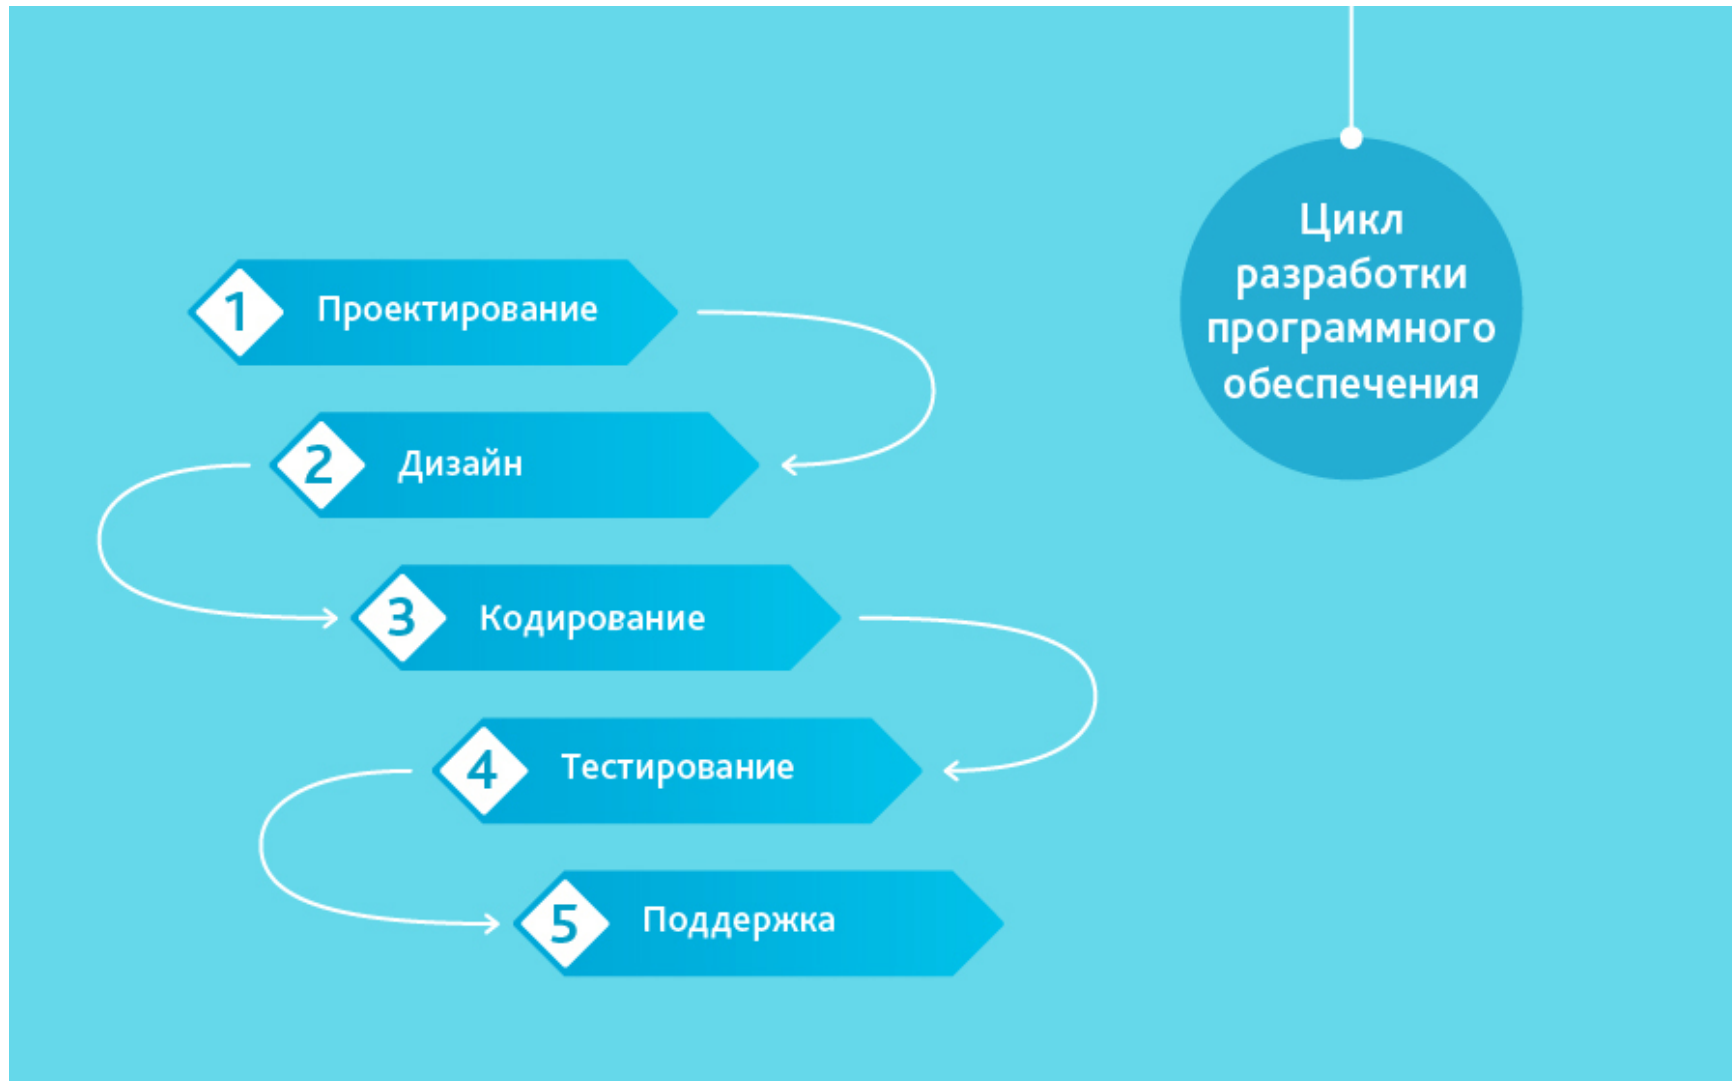 Цикл
разработки
программного
обеспечения
1 Проектирование
2 Дизайн
3 Кодирование
4 Тестирование
5 Поддержка